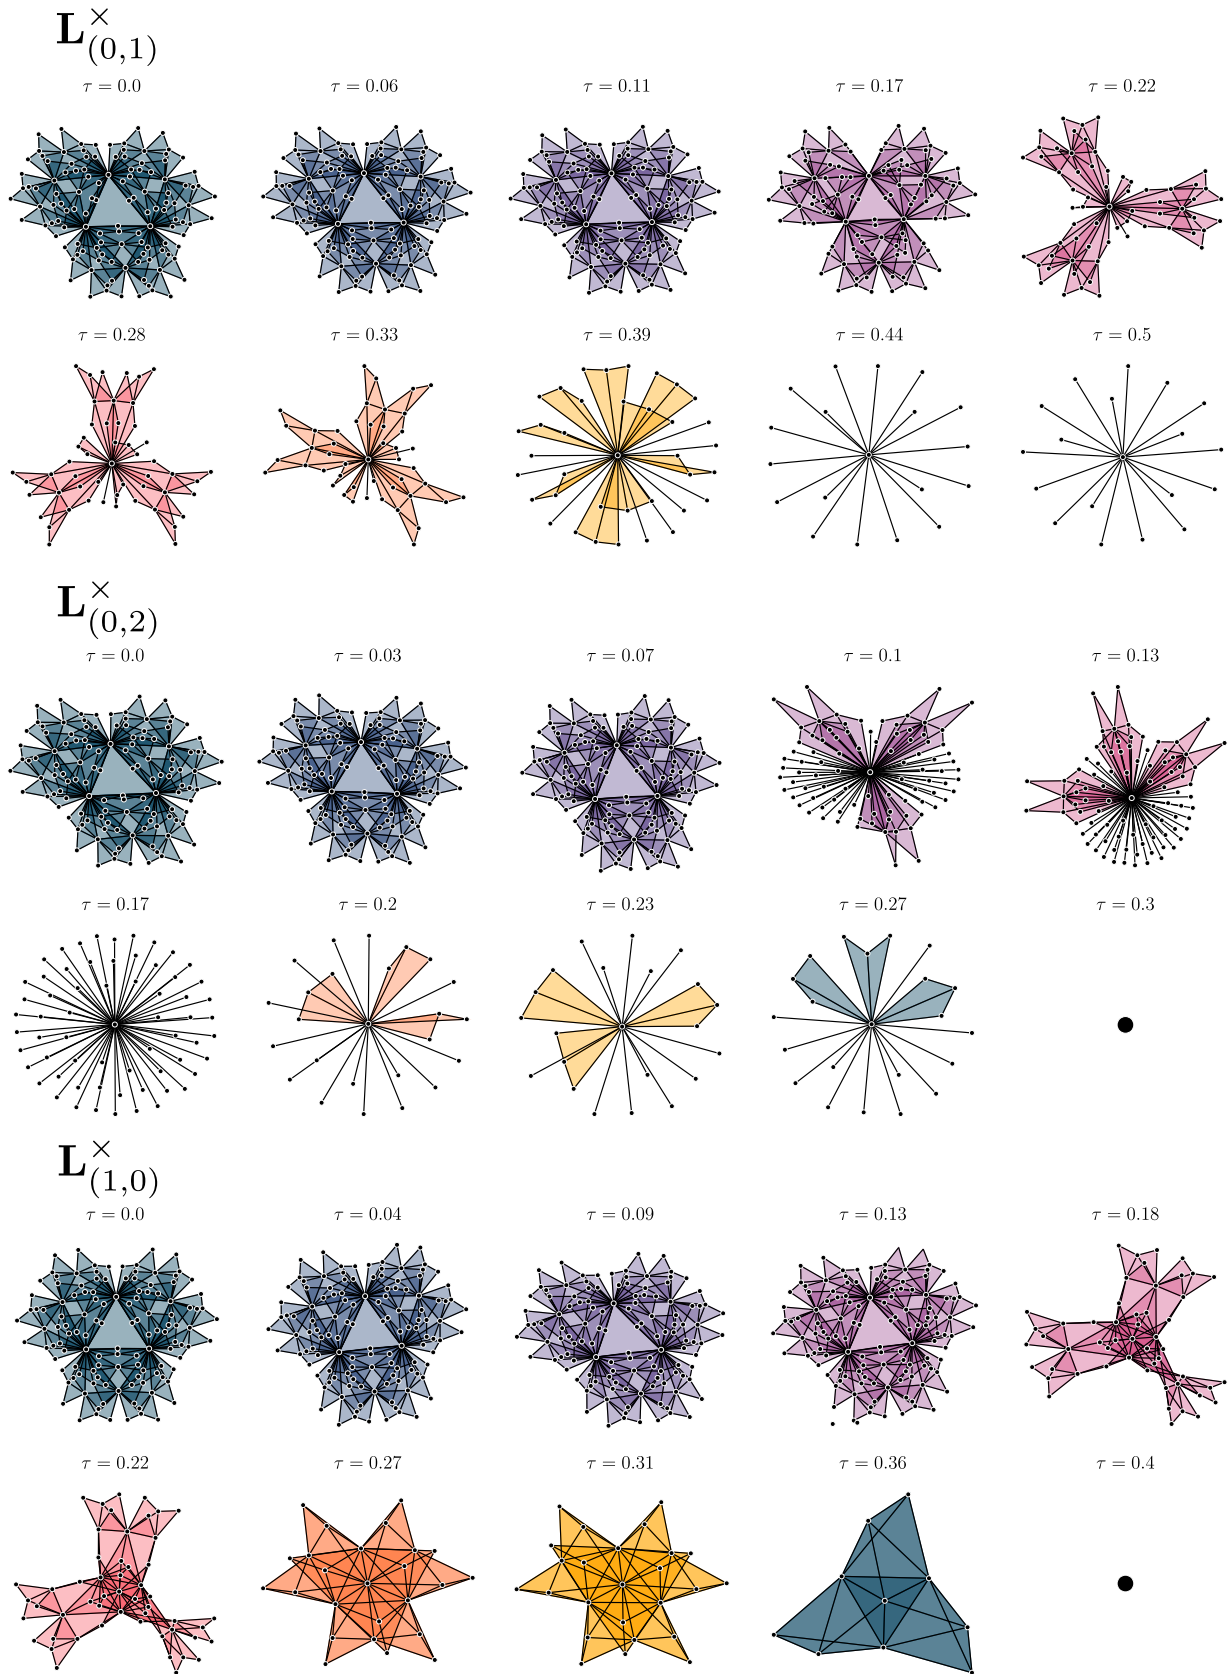 L×(0,1)
τ = 0.0 τ = 0.06 τ = 0.11 τ = 0.17 τ = 0.22
τ = 0.28 τ = 0.33 τ = 0.39 τ = 0.44 τ = 0.5
L×(0,2)
τ = 0.0 τ = 0.03 τ = 0.07 τ = 0.1 τ = 0.13
τ = 0.17 τ = 0.2 τ = 0.23 τ = 0.27 τ = 0.3
L×(1,0)
τ = 0.0 τ = 0.04 τ = 0.09 τ = 0.13 τ = 0.18
τ = 0.22 τ = 0.27 τ = 0.31 τ = 0.36 τ = 0.4